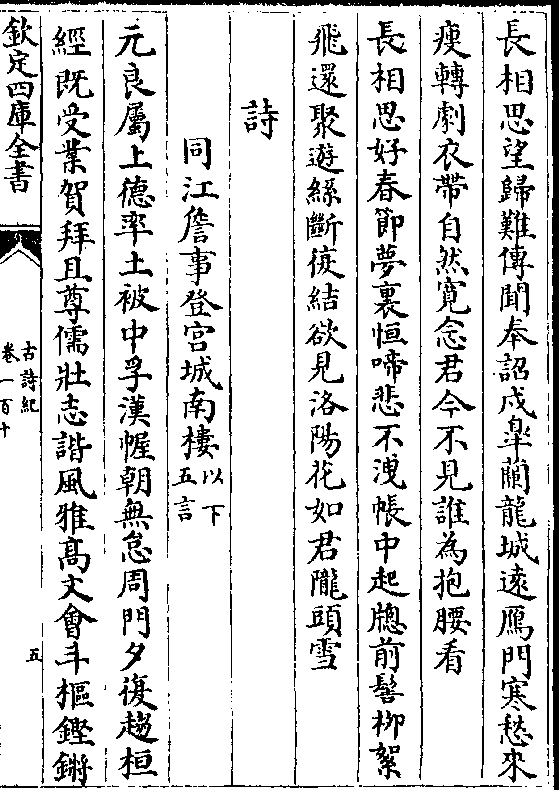 長相思望歸難傳聞奉詔戍臯蘭龍城遠鴈門寒愁來
瘦轉劇衣帶自然寛念君今不見誰為抱腰看
長相思好春節夢裏恒啼悲不洩帳中起牕前髻柳絮
飛還聚遊絲斷復結欲見洛陽花如君隴頭雪
詩
同江詹事登宫城南樓以下五言
元良屬上德率土被中孚漢幄朝無怠周門夕復趨桓
經既受業賀拜且尊儒壯志諧風雅髙文會斗樞鏗鏘
欽定四庫全書
古詩紀
卷一百十
五